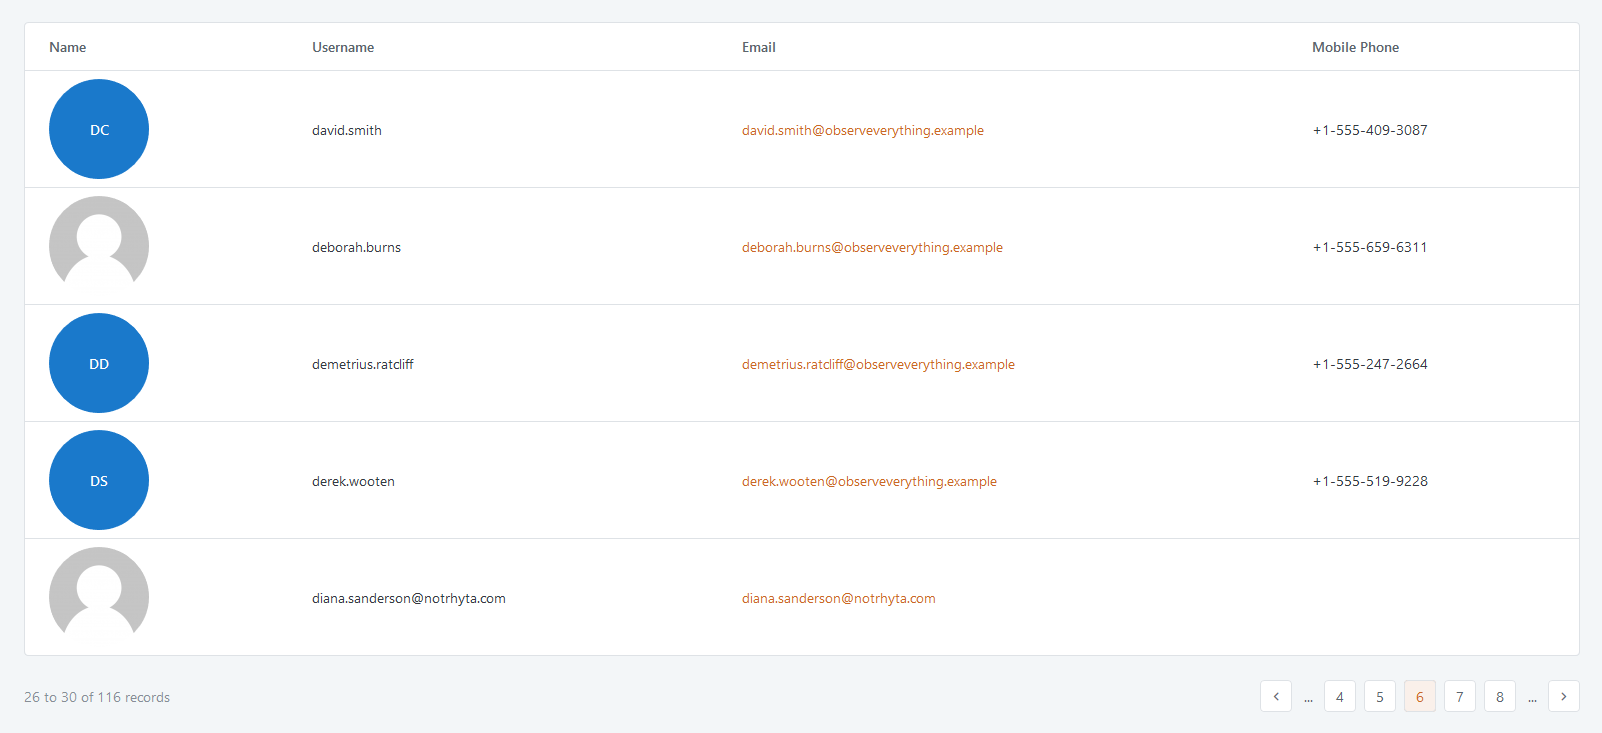 Name Username Email Mobile Phone
DC david.smith david.smith@observeverything.example +1-555-409-3087
deborah.burns deborah.burns@observeverything.example +1-555-659-6311
DD demetrius.ratcliff demetrius.ratcliff@observeverything.example +1-555-247-2664
DS derek.wooten derek.wooten@observeverything.example +1-555-519-9228
diana.sanderson@notrhyta.com diana.sanderson@notrhyta.com
26 to 30 of 116 records ... 4 5 6 7 8 ...